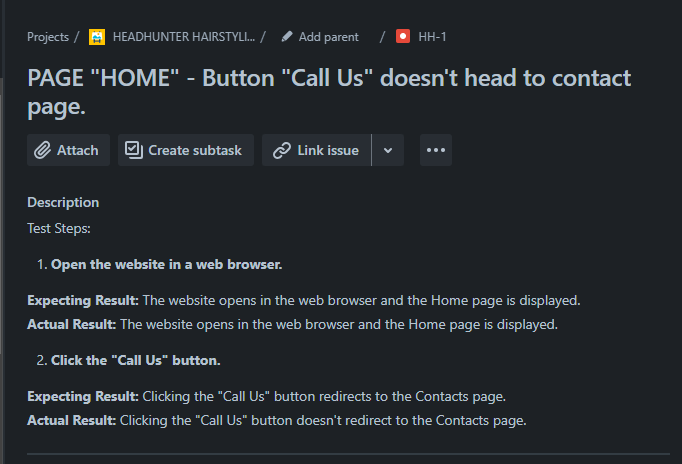 Projects / HEADHUNTER HAIRSTYLI... / Add parent / HH-1
PAGE "HOME" - Button "Call Us" doesn't head to contact
page.
Attach Create subtask Link issue
Description
Test Steps:
1. Open the website in a web browser.
Expecting Result: The website opens in the web browser and the Home page is displayed.
Actual Result: The website opens in the web browser and the Home page is displayed.
2. Click the "Call Us" button.
Expecting Result: Clicking the "Call Us" button redirects to the Contacts page.
Actual Result: Clicking the "Call Us" button doesn't redirect to the Contacts page.